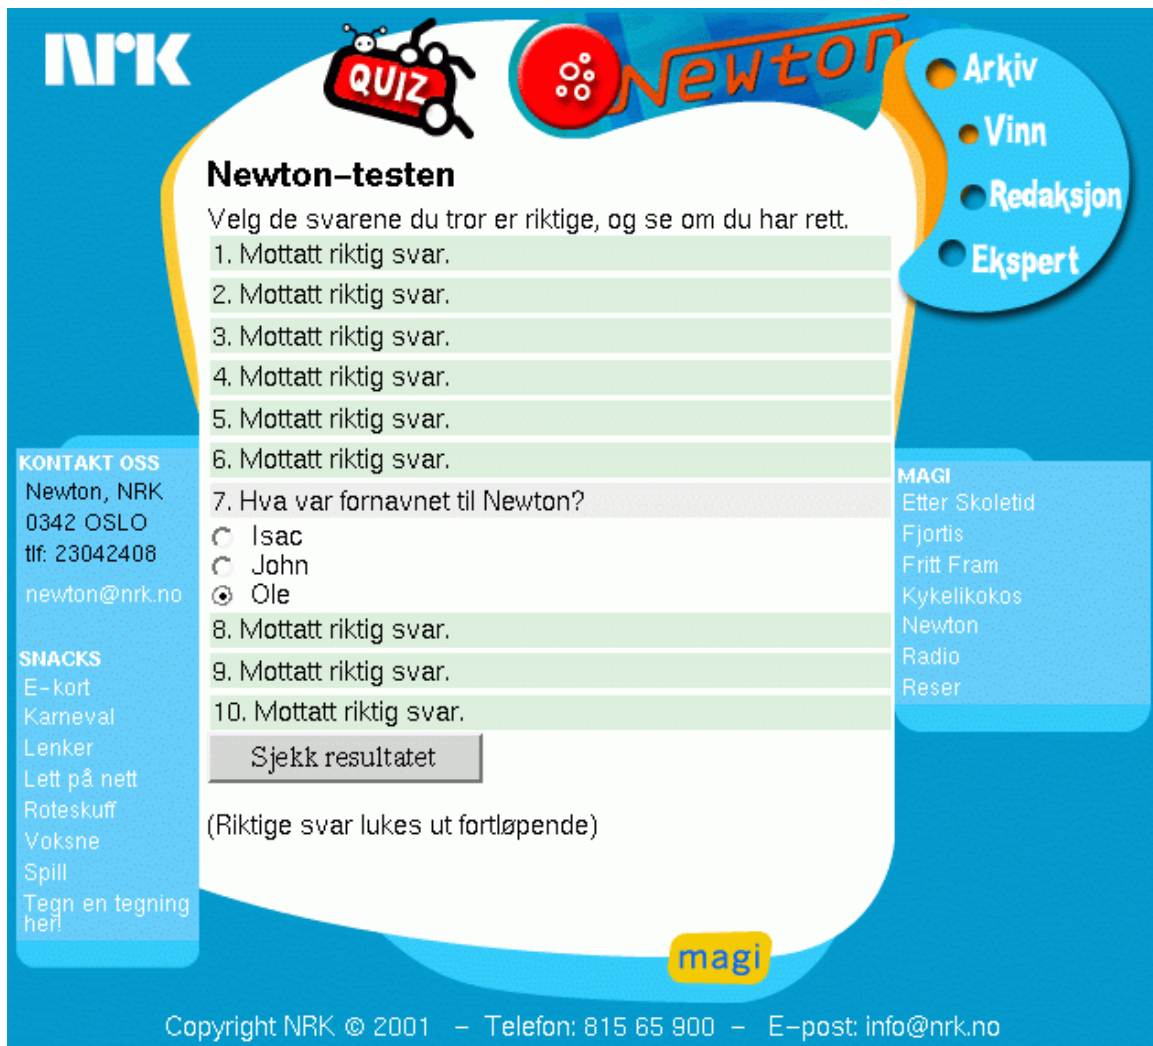 NRK
QUIZ
Newton
Arkiv
Vinn
Redaksjon
Ekspert
Newton-testen
Velg de svarene du tror er riktige, og se om du har rett.
1. Mottatt riktig svar.
2. Mottatt riktig svar.
3. Mottatt riktig svar.
4. Mottatt riktig svar.
5. Mottatt riktig svar.
6. Mottatt riktig svar.
7. Hva var fornavnet til Newton?
Isac
John
Ole
8. Mottatt riktig svar.
9. Mottatt riktig svar.
10. Mottatt riktig svar.
Sjekk resultatet
(Riktige svar lukes ut fortløpende)
KONTAKT OSS
Newton, NRK
0342 OSLO
tlf: 23042408
newton@nrk.no
SNACKS
E-kort
Karneval
Lenker
Lett på nett
Roteskuff
Voksne
Spill
Tegn en tegning
her!
MAGI
Etter Skoletid
Fjortis
Fritt Fram
Kykelikokos
Newton
Radio
Reser
magi
Copyright NRK © 2001 - Telefon: 815 65 900 - E-post: info@nrk.no